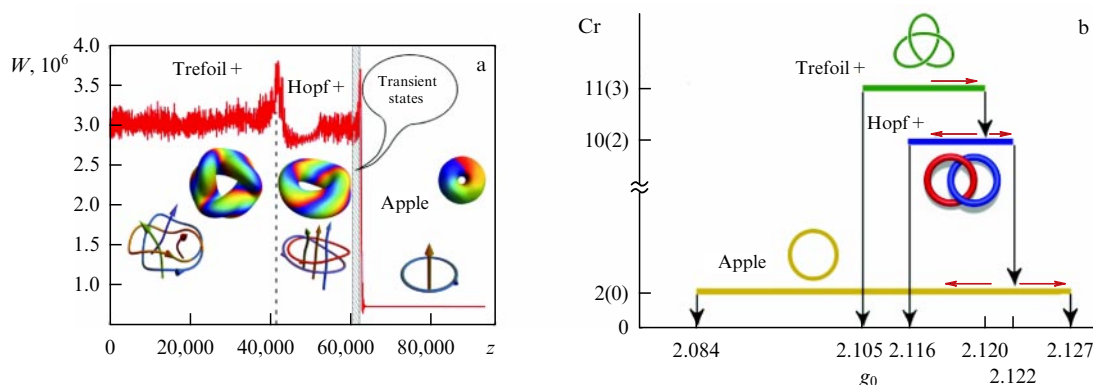 W, 10⁶
4.0
3.5
3.0
2.5
2.0
1.5
1.0
Trefoil +
Hopf +
a
Transient
states
Apple
0
20,000
40,000
60,000
80,000
z
Cr
b
Trefoil +
11(3)
Hopf +
10(2)
Apple
2(0)
0
2.084
2.105
2.116
2.120
2.127
g₀
2.122